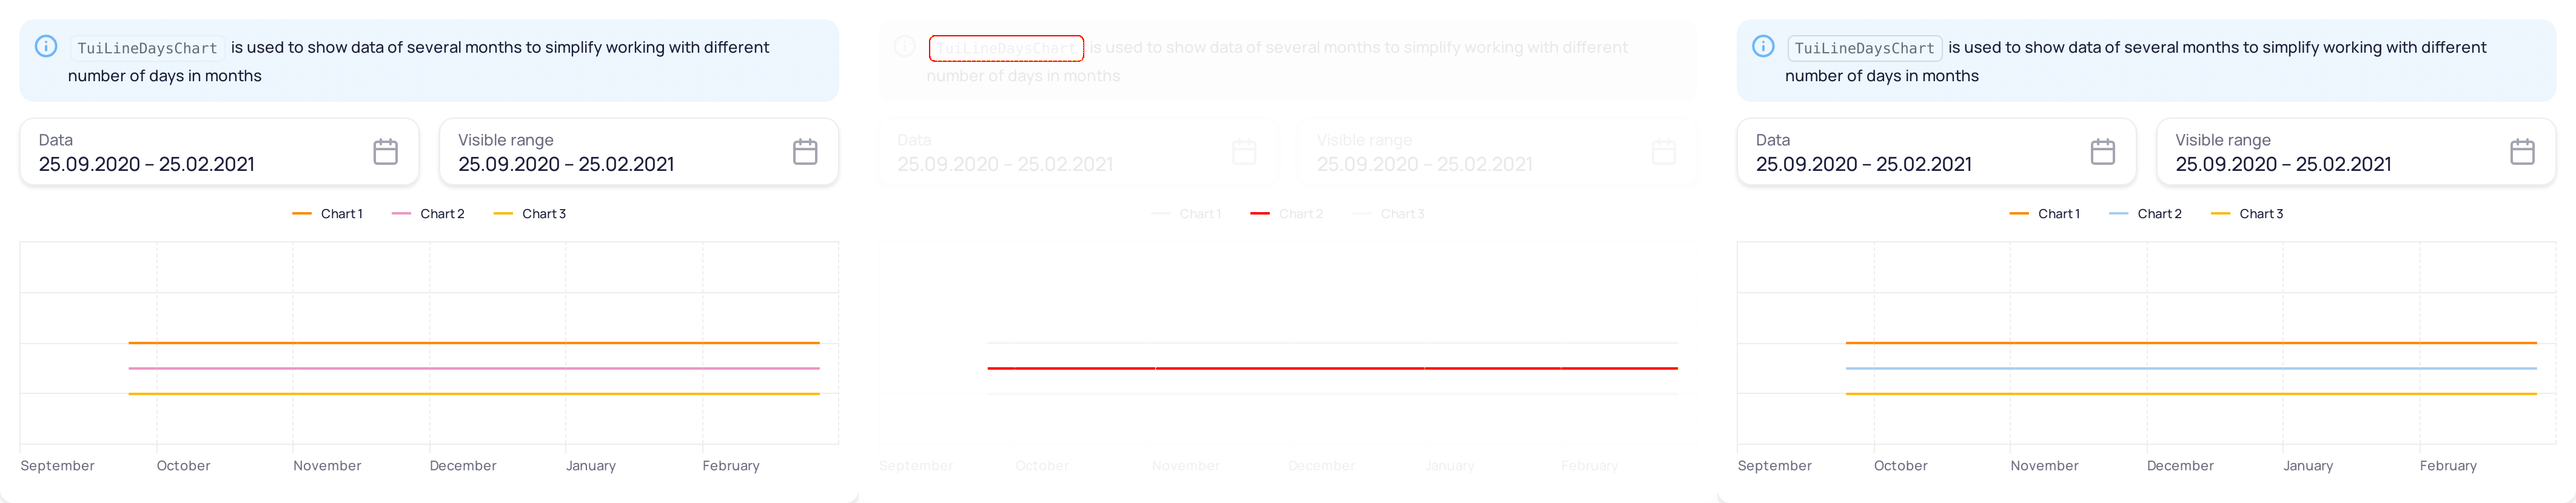 TuiLineDaysChart is used to show data of several months to simplify working with different
number of days in months
Data
25.09.2020 – 25.02.2021
Visible range
25.09.2020 – 25.02.2021
Chart 1
Chart 2
Chart 3
September
October
November
December
January
February
TuiLineDaysChart is used to show data of several months to simplify working with different
number of days in months
Data
25.09.2020 – 25.02.2021
Visible range
25.09.2020 – 25.02.2021
Chart 1
Chart 2
Chart 3
September
October
November
December
January
February
TuiLineDaysChart is used to show data of several months to simplify working with different
number of days in months
Data
25.09.2020 – 25.02.2021
Visible range
25.09.2020 – 25.02.2021
Chart 1
Chart 2
Chart 3
September
October
November
December
January
February